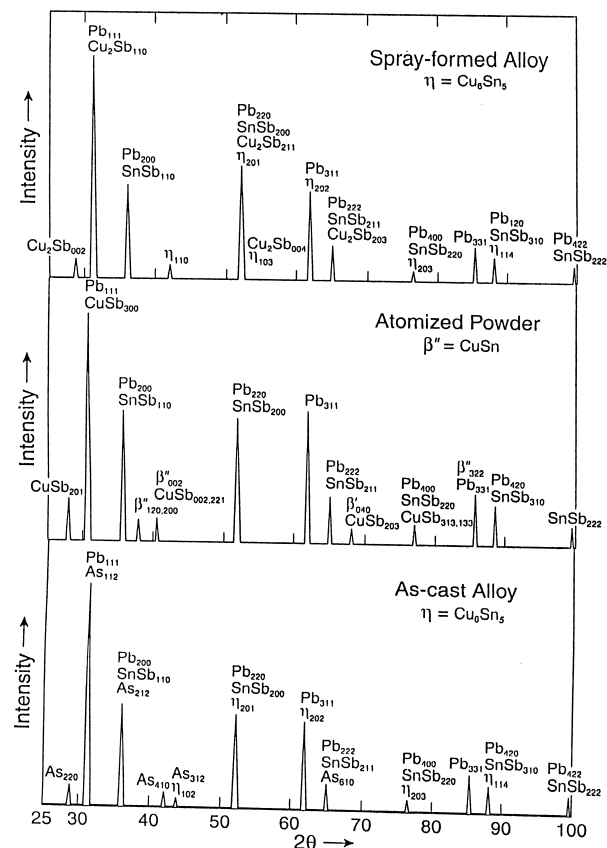 Spray-formed Alloy
η = Cu₆Sn₅
Intensity →
Cu₂Sb₀₀₂
Pb₁₁₁
Cu₂Sb₁₁₀
Pb₂₀₀
SnSb₁₁₀
η₁₁₀
Pb₂₂₀
SnSb₂₀₀
Cu₂Sb₂₁₁
η₂₀₁
Cu₂Sb₀₀₄
η₁₀₃
Pb₃₁₁
η₂₀₂
Pb₂₂₂
SnSb₂₁₁
Cu₂Sb₂₀₃
Pb₄₀₀
SnSb₂₂₀
η₂₀₃
Pb₃₃₁
Pb₁₂₀
SnSb₃₁₀
η₁₁₄
Pb₄₂₂
SnSb₂₂₂
Atomized Powder
β″ = CuSn
Intensity →
CuSb₂₀₁
Pb₁₁₁
CuSb₃₀₀
Pb₂₀₀
SnSb₁₁₀
β″₁₂₀,₂₀₀
β″₀₀₂
CuSb₀₀₂,₂₂₁
Pb₂₂₀
SnSb₂₀₀
Pb₃₁₁
Pb₂₂₂
SnSb₂₁₁
β′₀₄₀
CuSb₂₀₃
Pb₄₀₀
SnSb₂₂₀
CuSb₃₁₃,₁₃₃
β″₃₂₂
Pb₃₃₁
Pb₄₂₀
SnSb₃₁₀
SnSb₂₂₂
As-cast Alloy
η = Cu₀Sn₅
Intensity →
As₂₂₀
Pb₁₁₁
As₁₁₂
Pb₂₀₀
SnSb₁₁₀
As₂₁₂
As₄₁₀
As₃₁₂
η₁₀₂
Pb₂₂₀
SnSb₂₀₀
η₂₀₁
Pb₃₁₁
η₂₀₂
Pb₂₂₂
SnSb₂₁₁
As₆₁₀
Pb₄₀₀
SnSb₂₂₀
η₂₀₃
Pb₃₃₁
Pb₄₂₀
SnSb₃₁₀
η₁₁₄
Pb₄₂₂
SnSb₂₂₂
25 30 40 50 60 70 80 90 100
2θ →